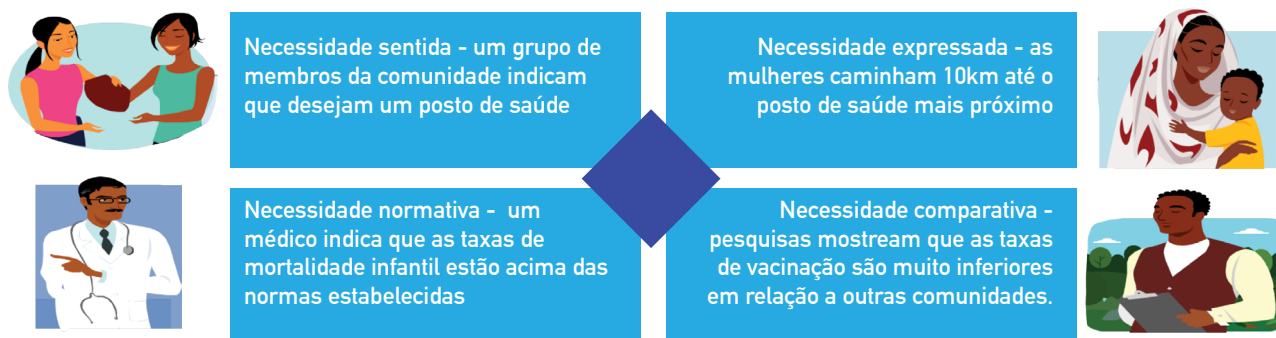 Necessidade sentida - um grupo de
membros da comunidade indicam
que desejam um posto de saúde
Necessidade expressada - as
mulheres caminham 10km até o
posto de saúde mais próximo
Necessidade normativa - um
médico indica que as taxas de
mortalidade infantil estão acima das
normas estabelecidas
Necessidade comparativa -
pesquisas mostream que as taxas
de vacinação são muito inferiores
em relação a outras comunidades.